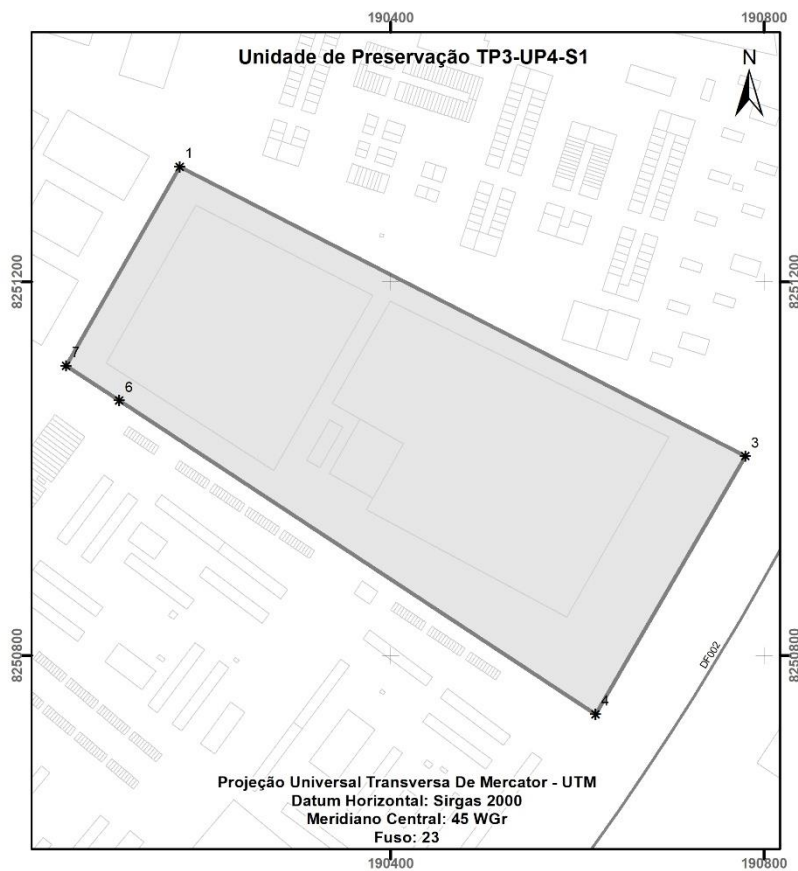 190400
190800
Unidade de Preservação TP3-UP4-S1
N
1
8251200
8251200
7
6
3
DF002
8250800
8250800
4
Projeção Universal Transversa De Mercator - UTM
Datum Horizontal: Sirgas 2000
Meridiano Central: 45 WGr
Fuso: 23
190400
190800